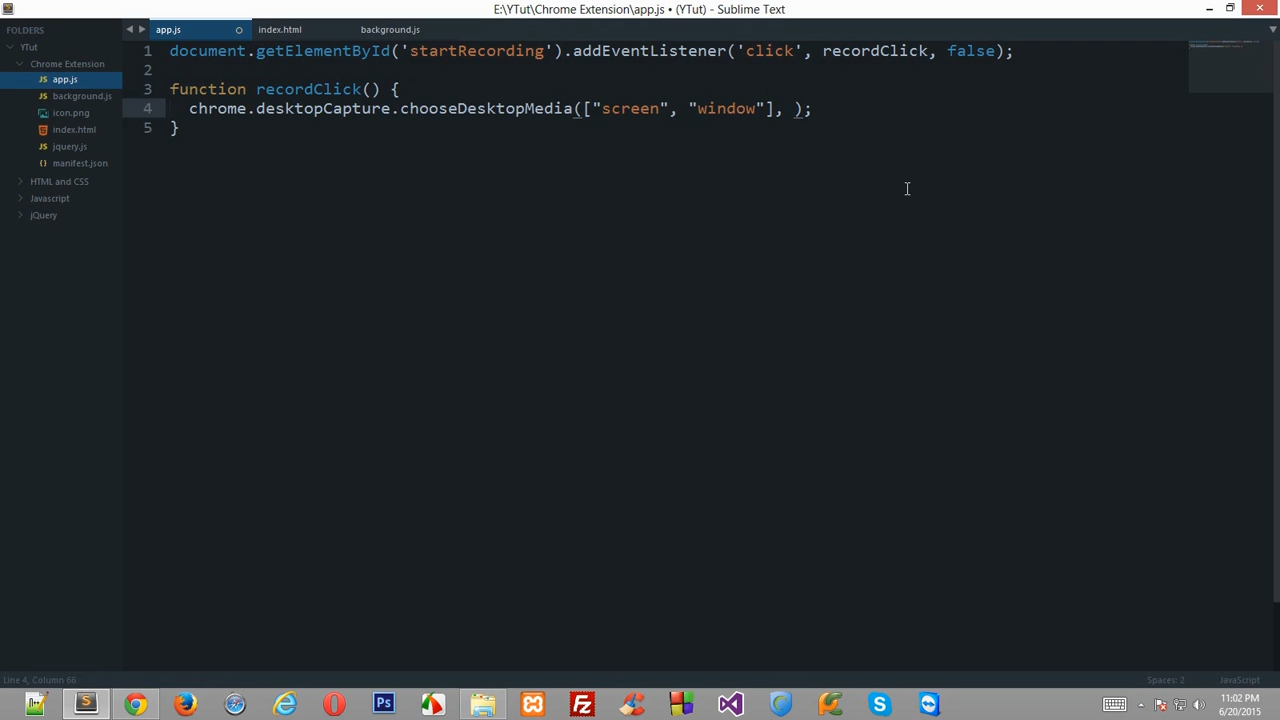 E:\YTut\Chrome Extension\app.js • (YTut) - Sublime Text
FOLDERS
YTut
Chrome Extension
app.js
background.js
icon.png
index.html
jquery.js
manifest.json
HTML and CSS
Javascript
jQuery
app.js
index.html
background.js
1 document.getElementById('startRecording').addEventListener('click', recordClick, false);
2
3 function recordClick() {
4 chrome.desktopCapture.chooseDesktopMedia(["screen", "window"], );
5 }
Line 4, Column 66
Spaces: 2
JavaScript
11:02 PM
6/20/2015